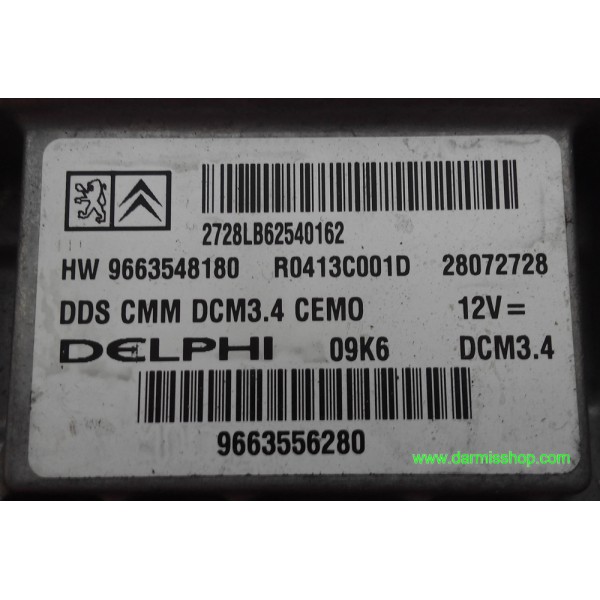 2728LB62540162
HW 9663548180 R0413C001D 28072728
DDS CMM DCM3.4 CEMO 12V =
DELPHI 09K6 DCM3.4
9663556280
www.darmisshop.com